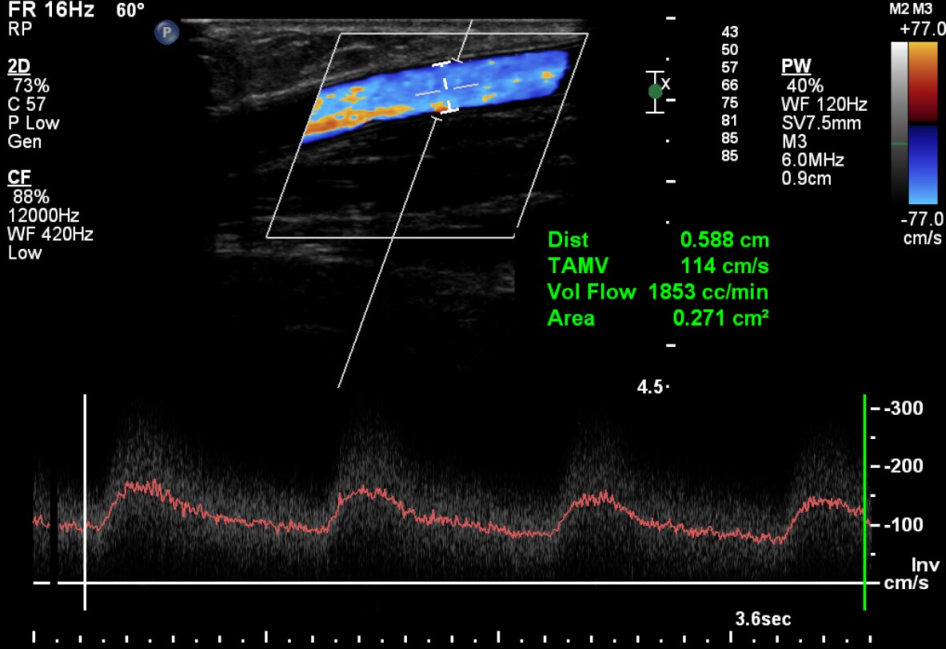 FR 16Hz 60°
RP
P
M2 M3
+77.0
2D
73%
C 57
P Low
Gen
CF
88%
12000Hz
WF 420Hz
Low
43
50
57
66
76
81
85
85
X
PW
40%
WF 120Hz
SV7.5mm
M3
6.0MHz
0.9cm
-77.0
cm/s
Dist 0.588 cm
TAMV 114 cm/s
Vol Flow 1853 cc/min
Area 0.271 cm²
4.5
-300
-200
-100
Inv
cm/s
3.6sec